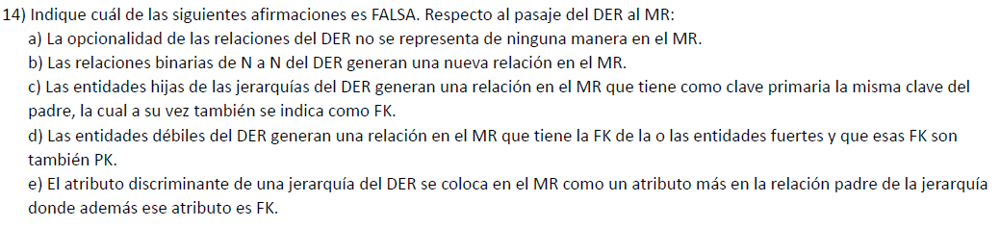 14) Indique cuál de las siguientes afirmaciones es FALSA. Respecto al pasaje del DER al MR:
a) La opcionalidad de las relaciones del DER no se representa de ninguna manera en el MR.
b) Las relaciones binarias de N a N del DER generan una nueva relación en el MR.
c) Las entidades hijas de las jerarquías del DER generan una relación en el MR que tiene como clave primaria la misma clave del
padre, la cual a su vez también se indica como FK.
d) Las entidades débiles del DER generan una relación en el MR que tiene la FK de la o las entidades fuertes y que esas FK son
también PK.
e) El atributo discriminante de una jerarquía del DER se coloca en el MR como un atributo más en la relación padre de la jerarquía
donde además ese atributo es FK.